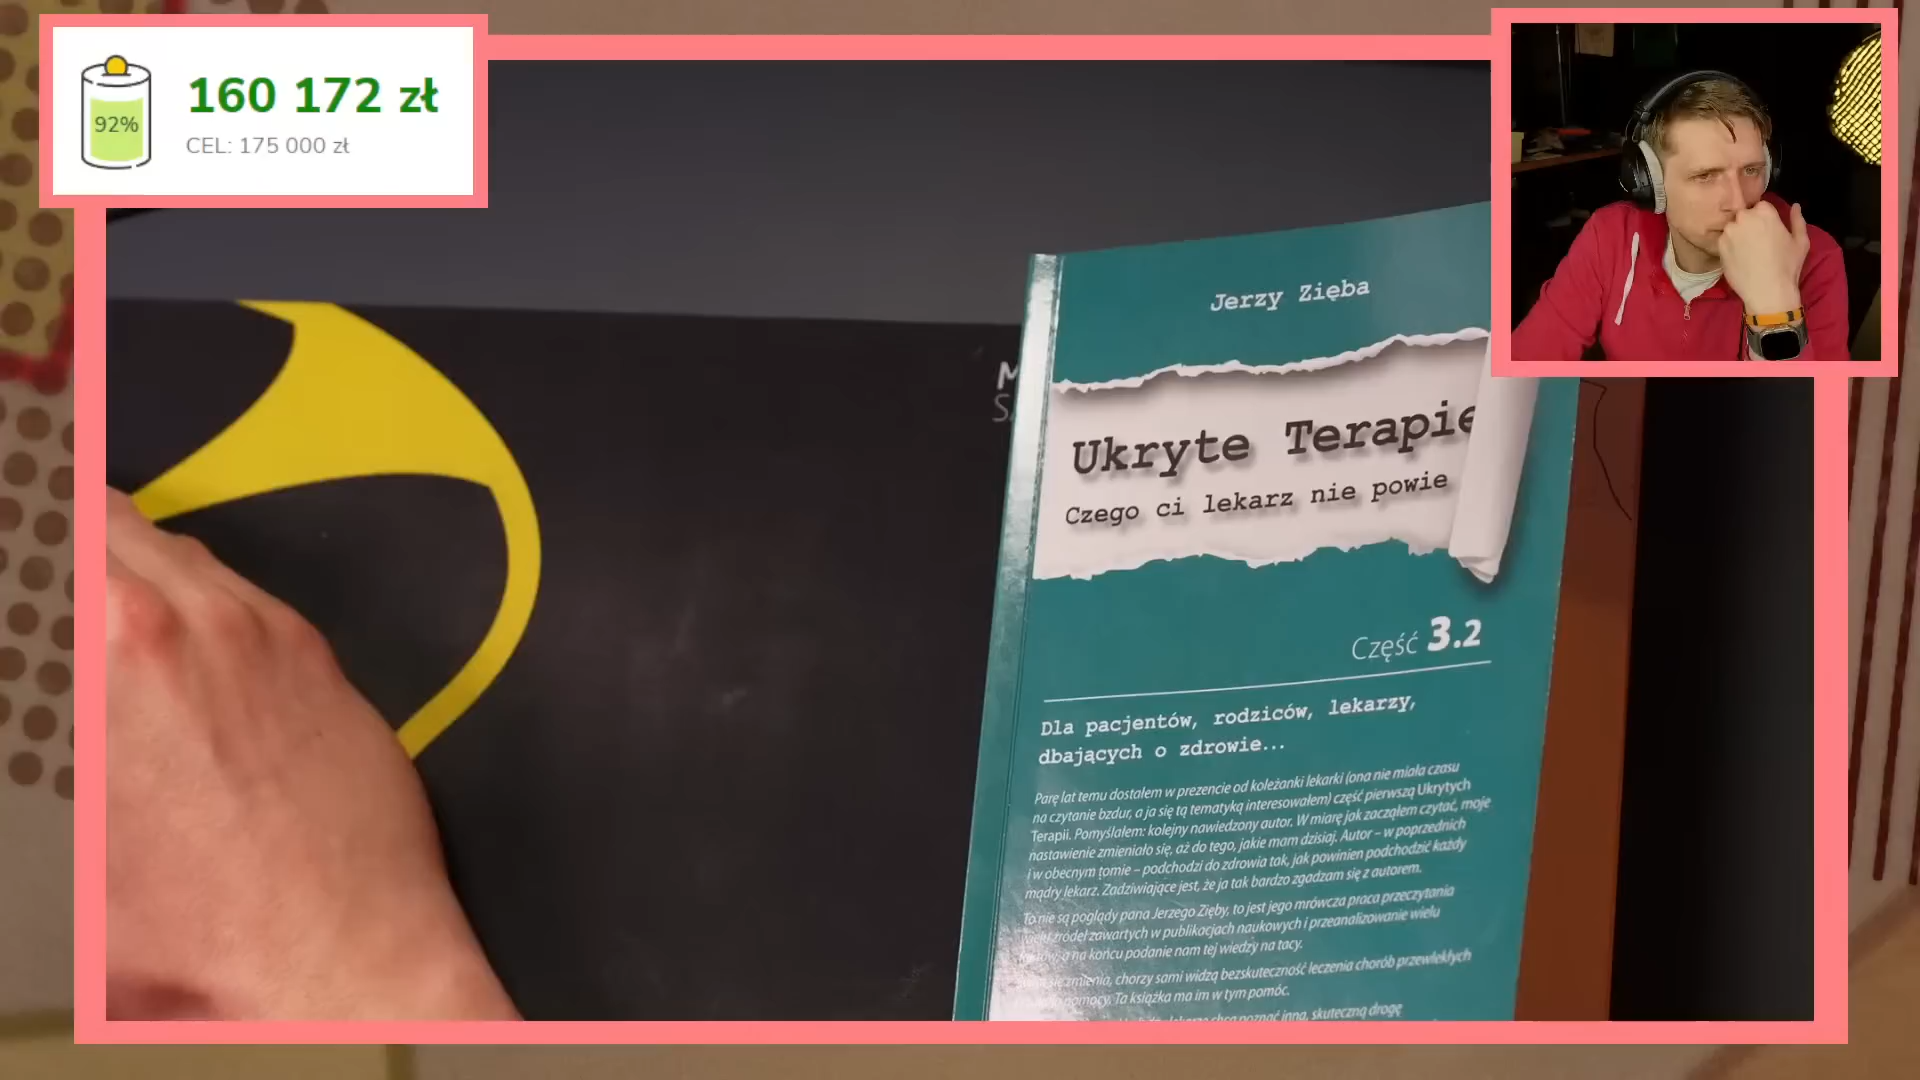 160 172 zł
92%
CEL: 175 000 zł
Jerzy Zięba
Ukryte Terapie
Czego ci lekarz nie powie
Część 3.2
Dla pacjentów, rodziców, lekarzy,
dbających o zdrowie...
Parę lat temu dostałem w prezencie od koleżanki lekarki (ona nie miała czasu
na czytanie bzdur, a ja się tą tematyką interesowałem) część pierwszą Ukrytych
Terapii. Pomyślałem: kolejny nawiedzony autor. W miarę jak zacząłem czytać, moje
nastawienie zmieniało się, aż do tego, jakie mam dzisiaj. Autor – w poprzednich
i w obecnym tomie – podchodzi do zdrowia tak, jak powinien podchodzić każdy
mądry lekarz. Zadziwiające jest, że ja tak bardzo zgadzam się z autorem.
To nie są poglądy pana Jerzego Zięby, to jest jego mrówcza praca przeczytania
wielu źródeł zawartych w publikacjach naukowych i przeanalizowanie wielu
a na końcu podanie nam tej wiedzy na tacy.
się zmienia, chorzy sami widzą bezskuteczność leczenia chorób przewlekłych
pomocy. Ta książka ma im w tym pomóc.
chcą poznać inną, skuteczną drogę